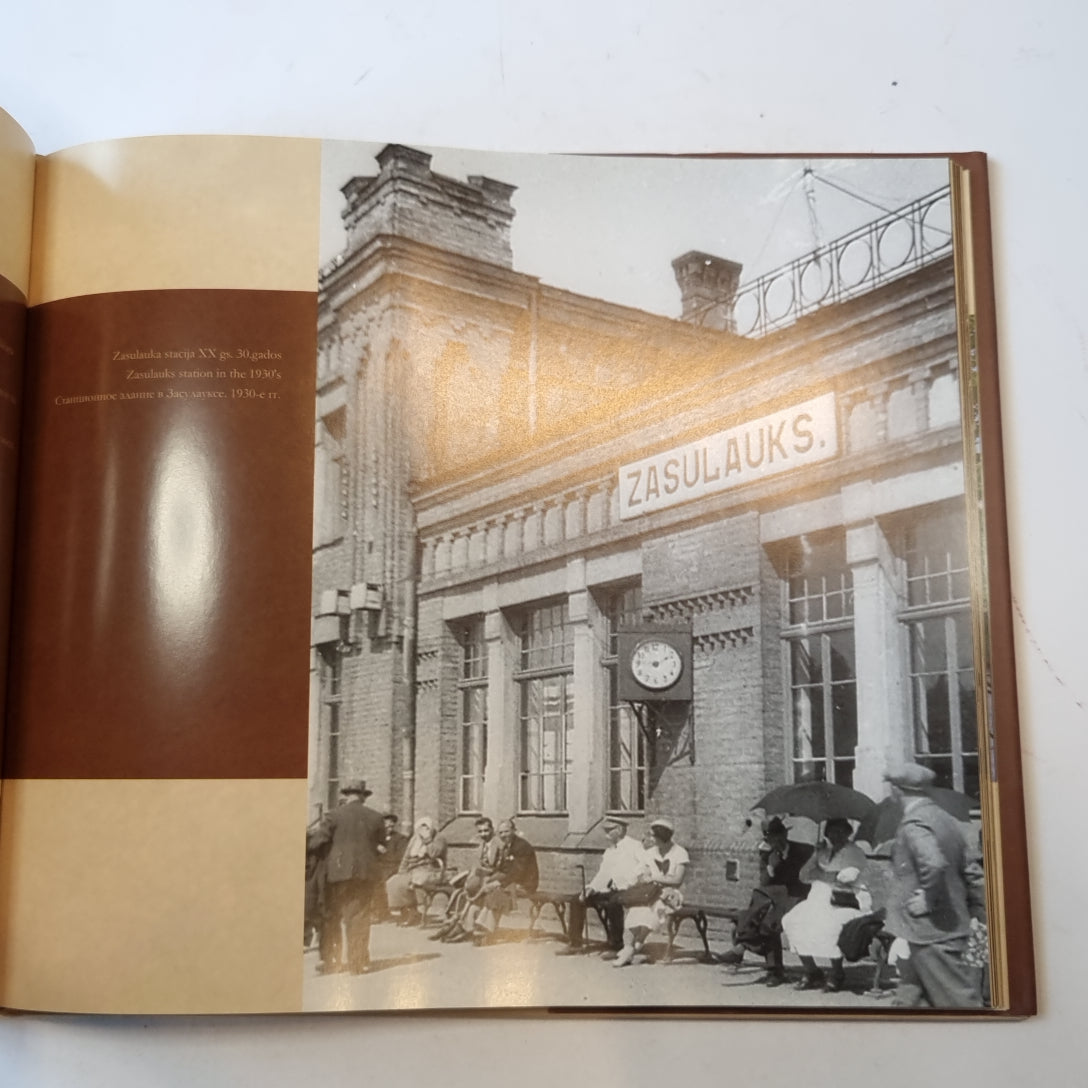 Zasulauka stacija XX gs. 30.gados
Zasulauks station in the 1930's
Станционное здание в Засулауксе. 1930-е гг.
ZASULAUKS.